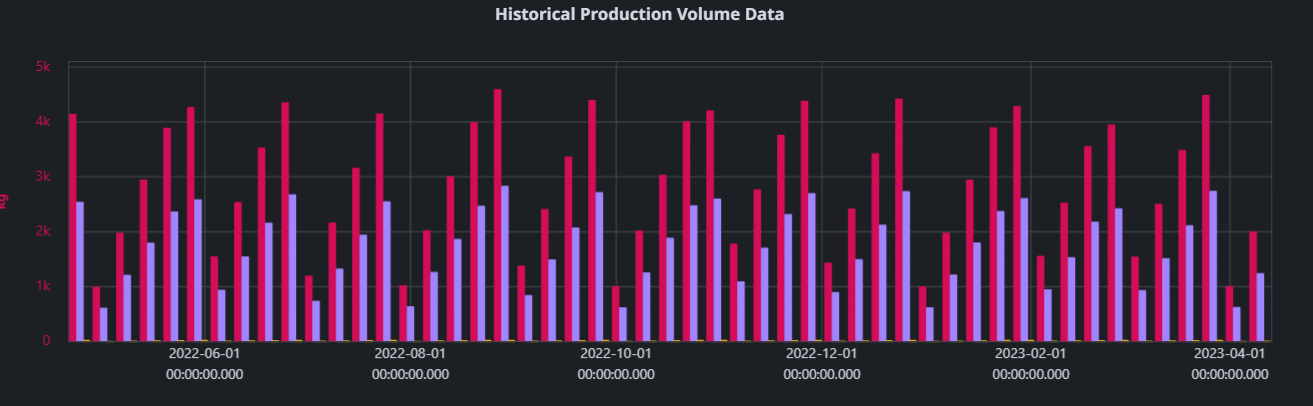 Historical Production Volume Data
5k
4k
3k
2k
1k
0
kg
2022-06-01 2022-08-01 2022-10-01 2022-12-01 2023-02-01 2023-04-01
00:00:00.000 00:00:00.000 00:00:00.000 00:00:00.000 00:00:00.000 00:00:00.000